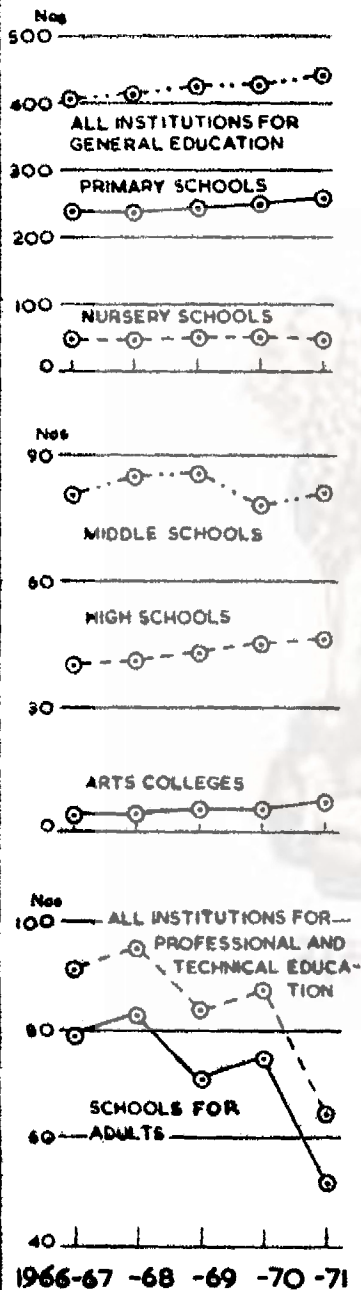 Nos
500
400
ALL INSTITUTIONS FOR
GENERAL EDUCATION
300
PRIMARY SCHOOLS
200
100
NURSERY SCHOOLS
0
Nos
90
MIDDLE SCHOOLS
60
HIGH SCHOOLS
30
ARTS COLLEGES
0
Nos
100
ALL INSTITUTIONS FOR
PROFESSIONAL AND
TECHNICAL EDUCA-
TION
80
SCHOOLS FOR
60
ADULTS
40
1966-67 -68 -69 -70 -71